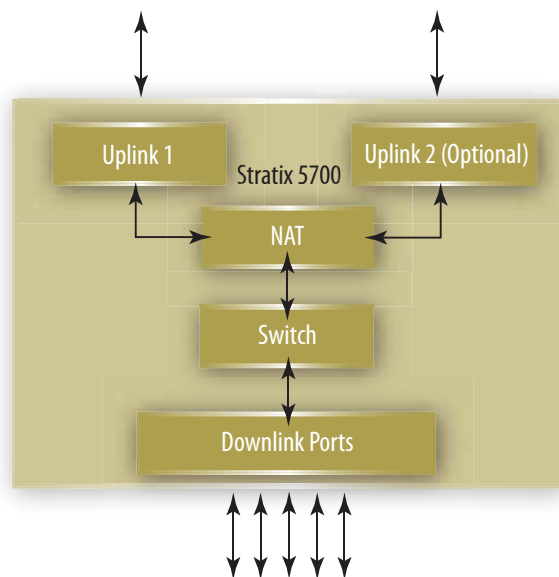 Uplink 1
Uplink 2 (Optional)
Stratix 5700
NAT
Switch
Downlink Ports